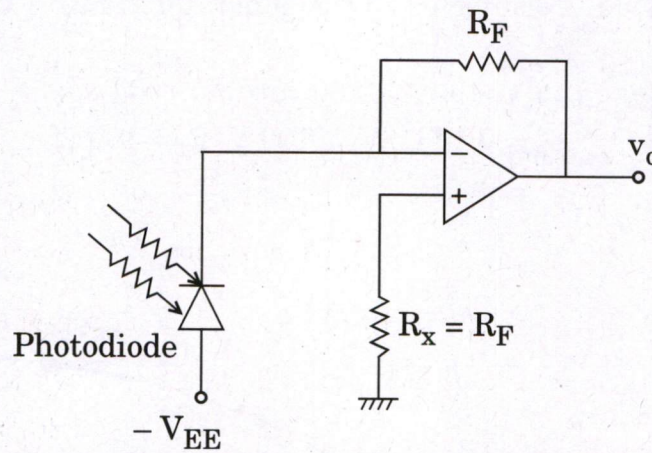 R_F
−
v_o
+
R_x = R_F
Photodiode
− V_EE